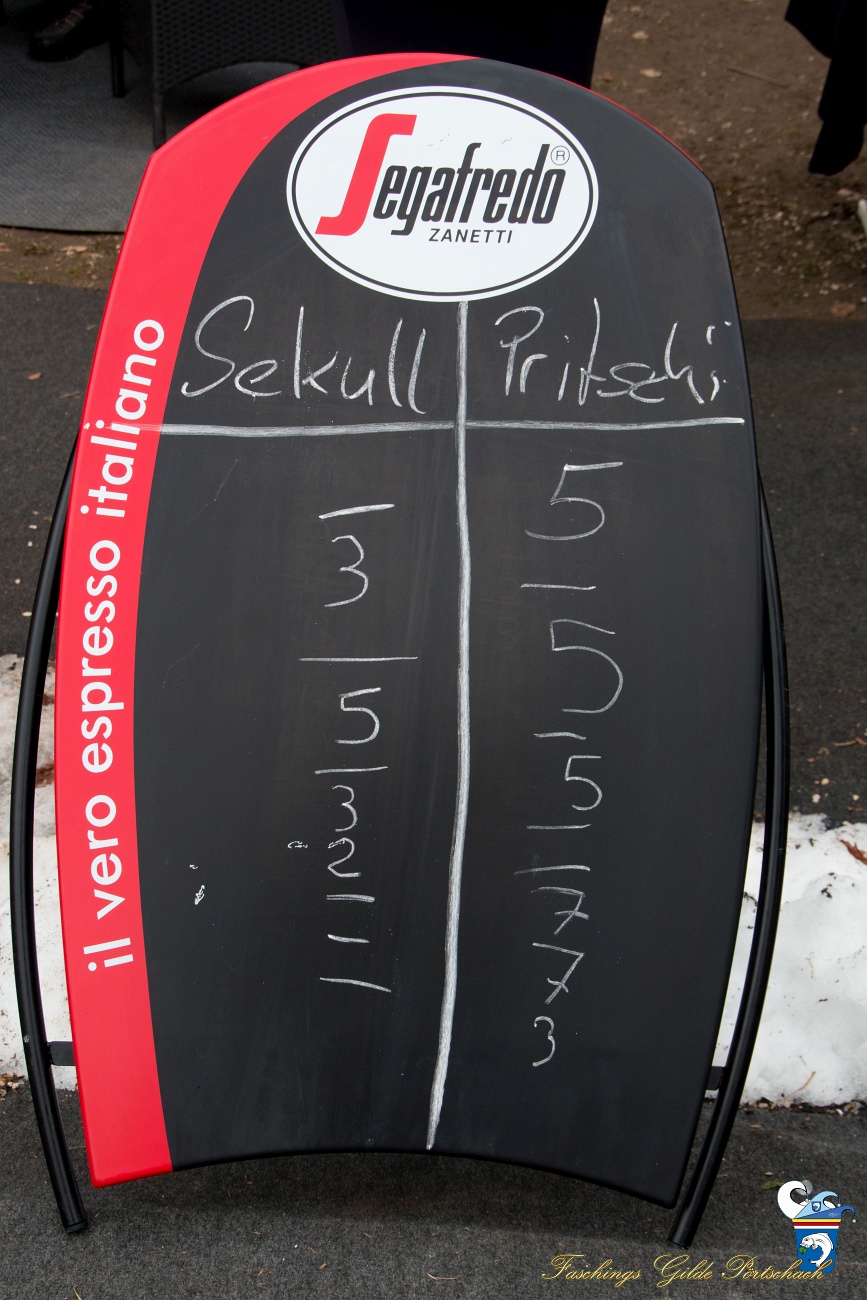 Segafredo®
ZANETTI
il vero espresso italiano
Sekull Pritschi
— 5
3 —
— 5
5 —
— 5
3 —
2 —
— 7
— 7
— 3
Faschings Gilde Pörtschach